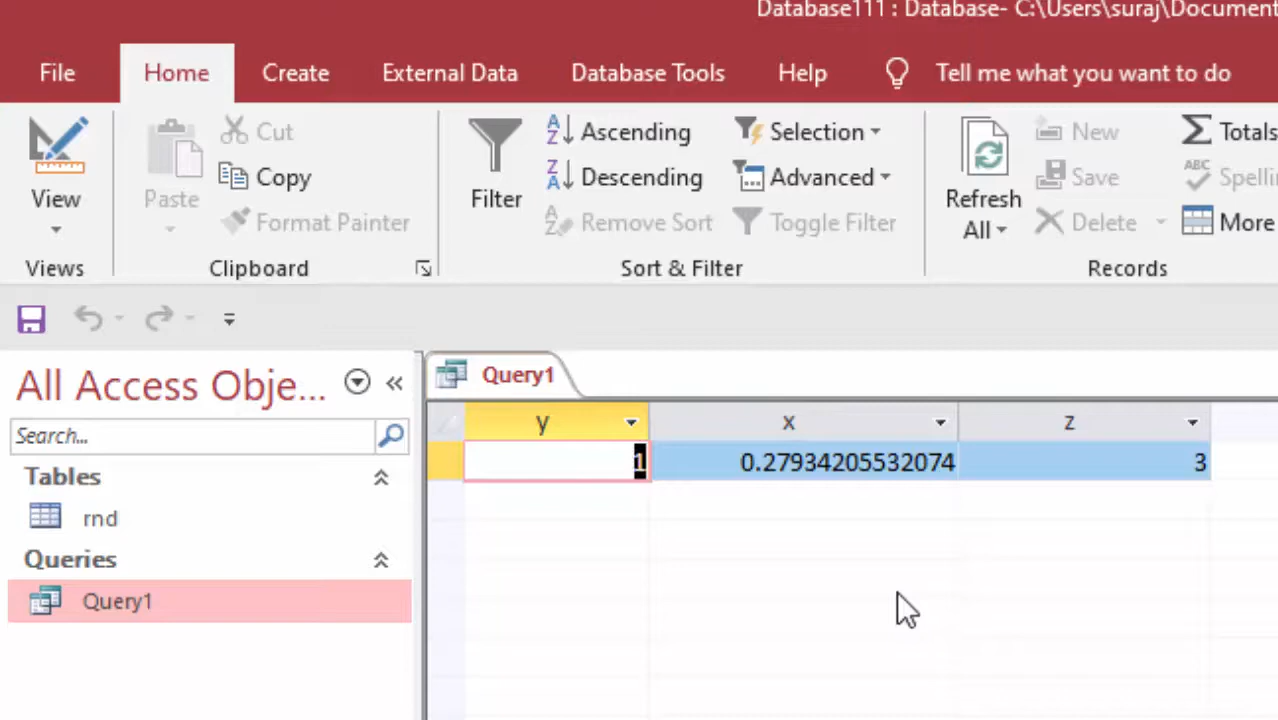 Database111 : Database- C:\Users\suraj\Document
File Home Create External Data Database Tools Help Tell me what you want to do
View
Views
Paste
Cut
Copy
Format Painter
Clipboard
Filter
Ascending
Descending
Remove Sort
Selection
Advanced
Toggle Filter
Sort & Filter
Refresh
All
New
Save
Delete
Records
Totals
ABC
More
All Access Obje...
Search...
Tables
rnd
Queries
Query1
Query1
y x z
1 0.27934205532074 3